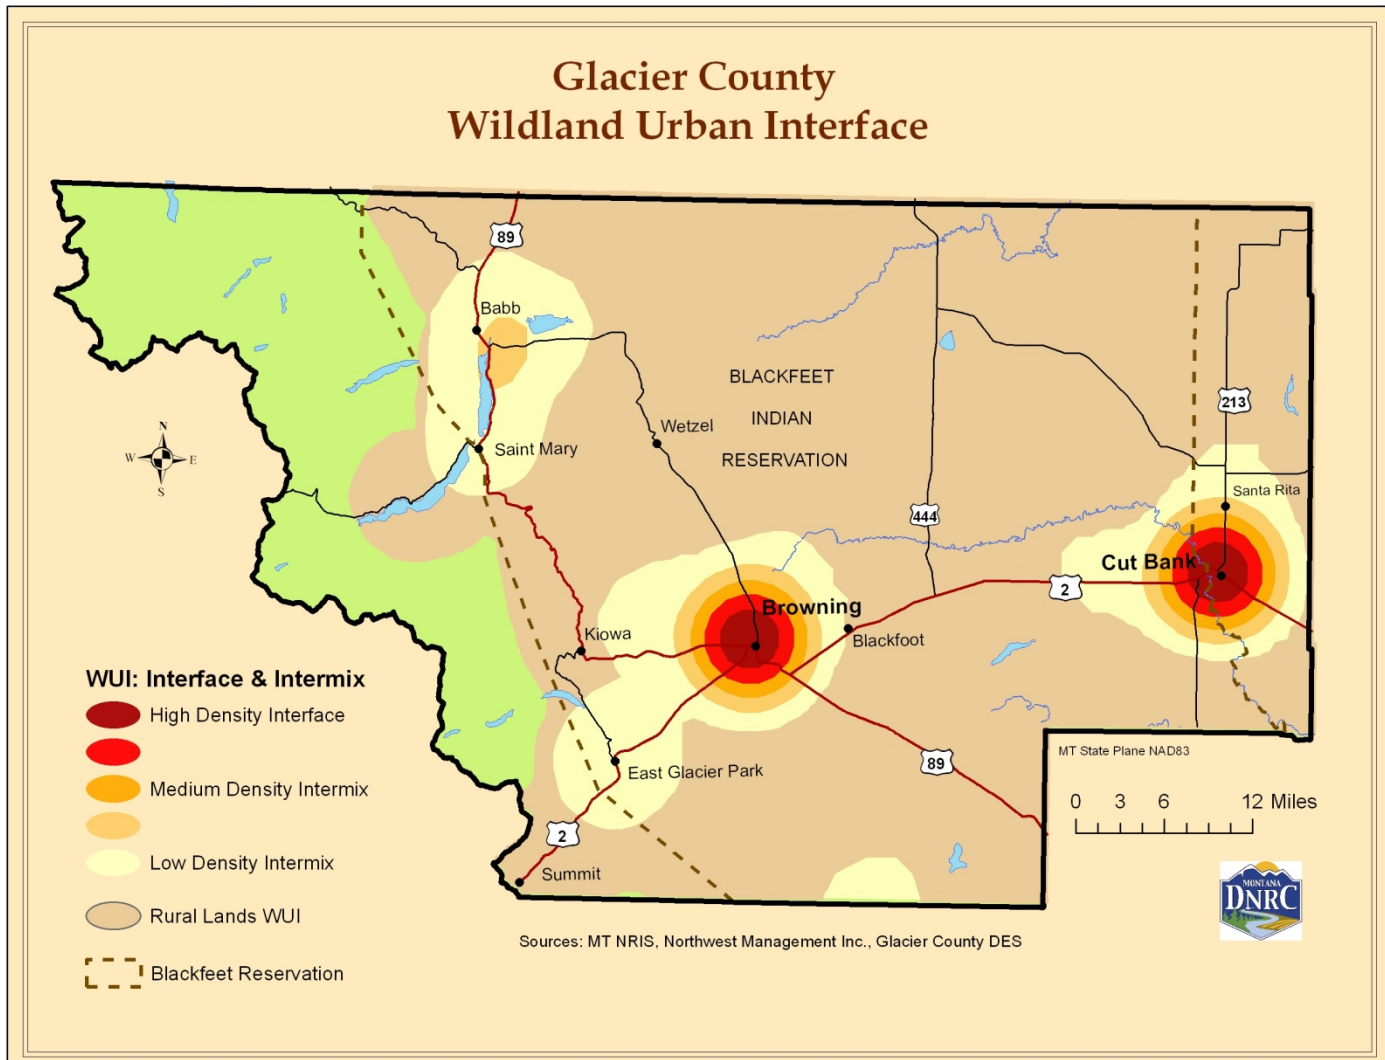 Glacier County
Wildland Urban Interface
89
Babb
BLACKFEET
INDIAN
RESERVATION
213
Wetzel
Saint Mary
N
W E
S
Santa Rita
444
Cut Bank
2
Browning
Kiowa
Blackfoot
WUI: Interface & Intermix
High Density Interface
Medium Density Intermix
Low Density Intermix
Rural Lands WUI
Blackfeet Reservation
East Glacier Park
89
MT State Plane NAD83
0 3 6 12 Miles
2
Summit
MONTANA
DNRC
Sources: MT NRIS, Northwest Management Inc., Glacier County DES